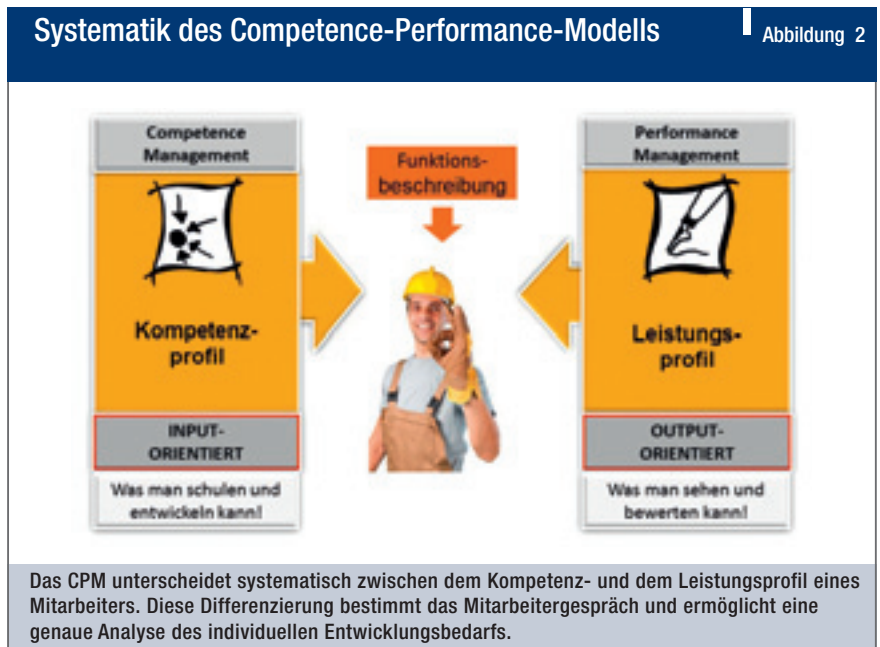 Systematik des Competence-Performance-Modells
Abbildung 2
Competence
Management
Kompetenz-
profil
INPUT-
ORIENTIERT
Was man schulen und
entwickeln kann!
Funktions-
beschreibung
Performance
Management
Leistungs-
profil
OUTPUT-
ORIENTIERT
Was man sehen und
bewerten kann!
Das CPM unterscheidet systematisch zwischen dem Kompetenz- und dem Leistungsprofil eines
Mitarbeiters. Diese Differenzierung bestimmt das Mitarbeitergespräch und ermöglicht eine
genaue Analyse des individuellen Entwicklungsbedarfs.